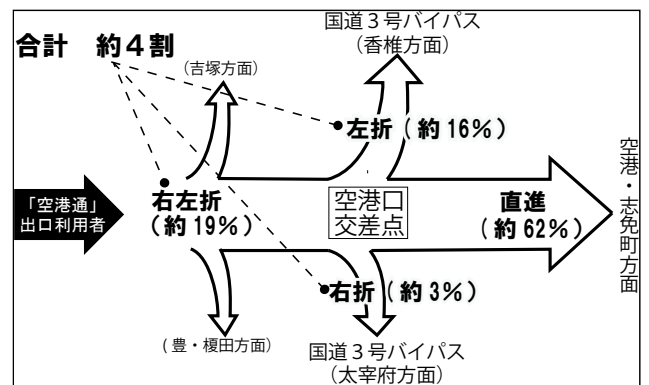 国道３号バイパス
（香椎方面）
合計　約４割
（吉塚方面）
左折（約16%）
「空港通」
出口利用者
右左折
（約19%）
空港口
交差点
直進
（約62%）
空港・志免町方面
右折（約3%）
（豊・榎田方面）
国道３号バイパス
（太宰府方面）